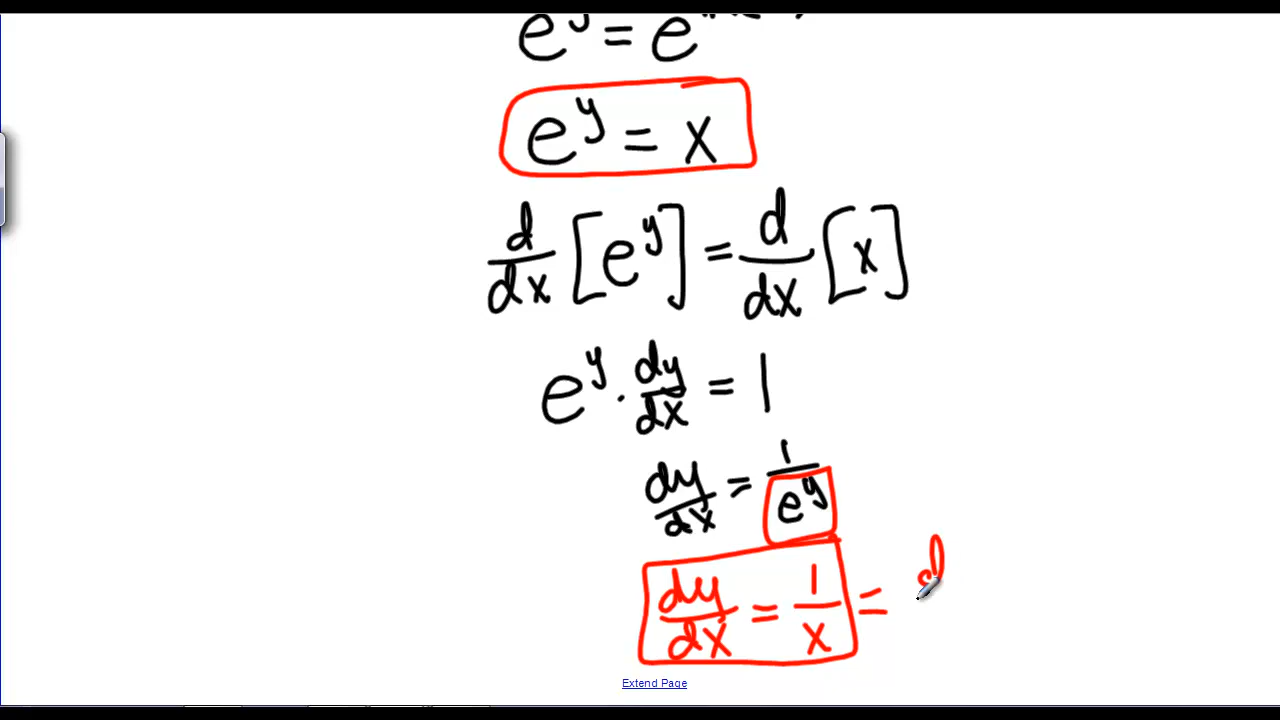 e^y = e
e^y = x
d/dx [e^y] = d/dx [x]
e^y · dy/dx = 1
dy/dx = 1/e^y
dy/dx = 1/x = d
Extend Page